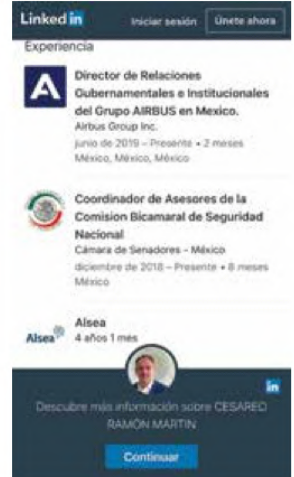 Linked in Iniciar sesión Únete ahora
Experiencia
A
Director de Relaciones
Gubernamentales e Institucionales
del Grupo AIRBUS en Mexico.
Airbus Group Inc.
junio de 2019 – Presente • 2 meses
México, México, México
Coordinador de Asesores de la
Comision Bicamaral de Seguridad
Nacional
Cámara de Senadores - México
diciembre de 2018 – Presente • 8 meses
México
Alsea
Alsea
4 años 1 mes
in
Descubre más información sobre CESAREO
RAMÓN MARTIN
Continuar